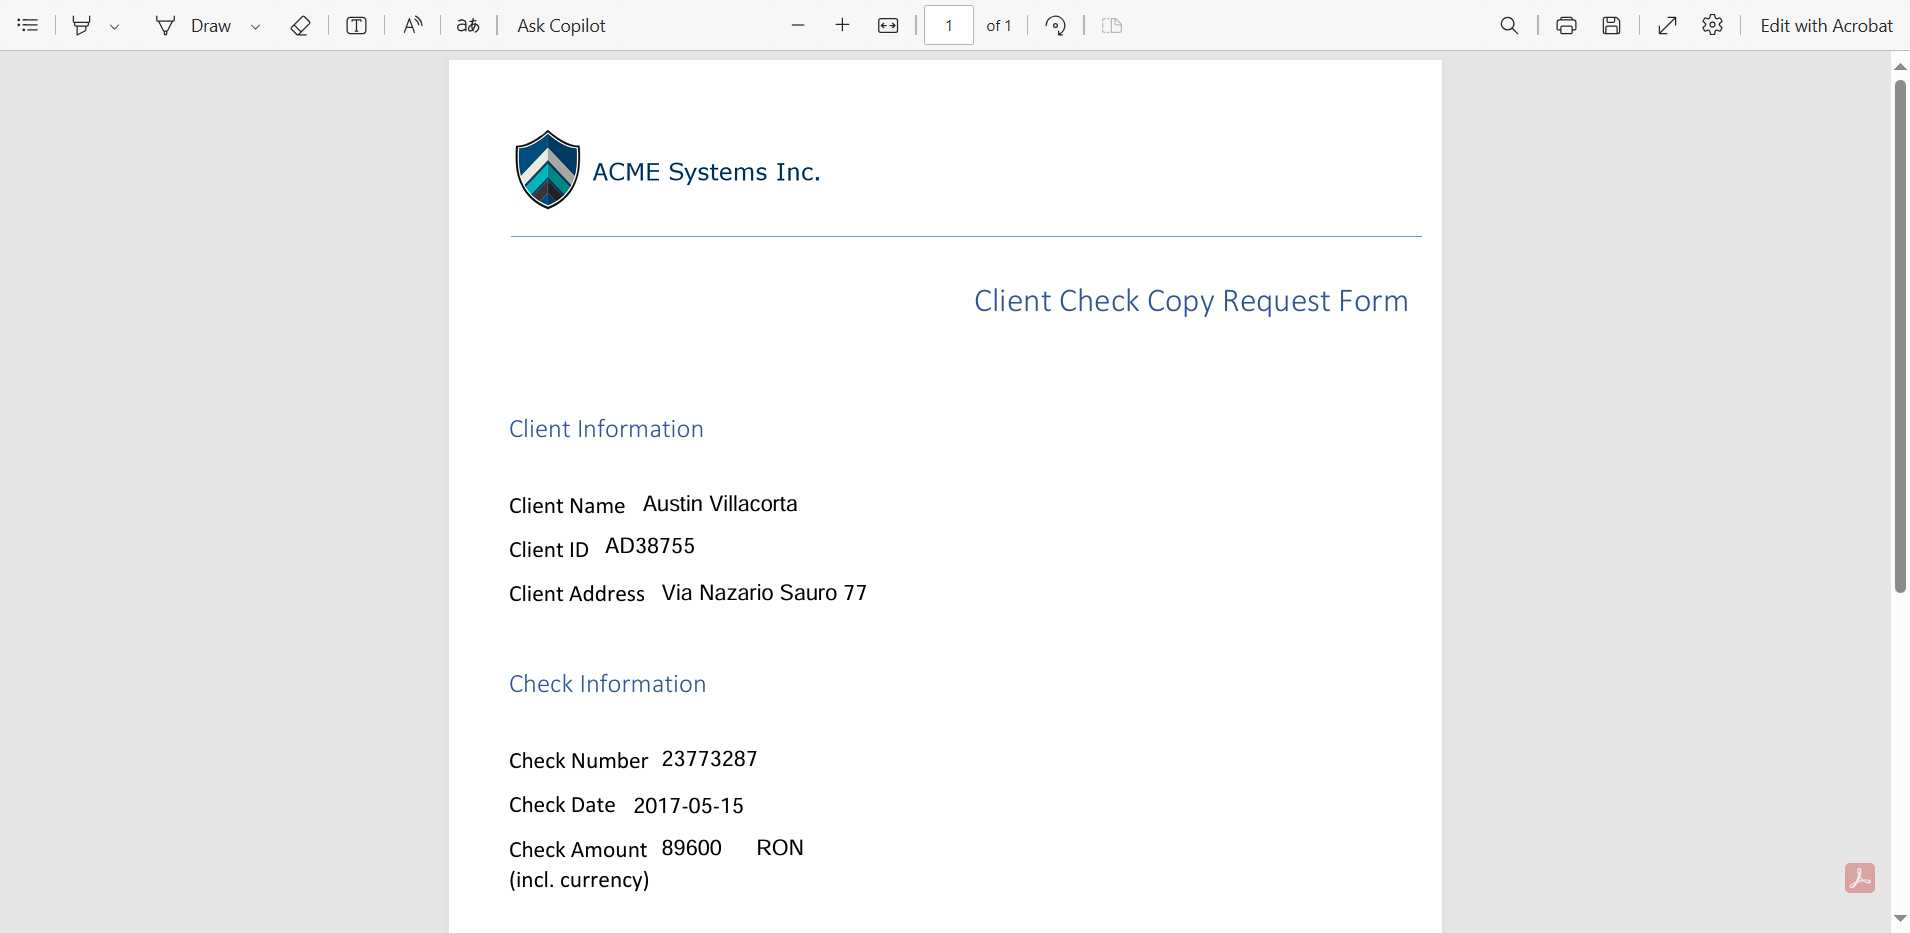 Draw aあ Ask Copilot 1 of 1 Edit with Acrobat
ACME Systems Inc.
Client Check Copy Request Form
Client Information
Client Name Austin Villacorta
Client ID AD38755
Client Address Via Nazario Sauro 77
Check Information
Check Number 23773287
Check Date 2017-05-15
Check Amount 89600 RON
(incl. currency)